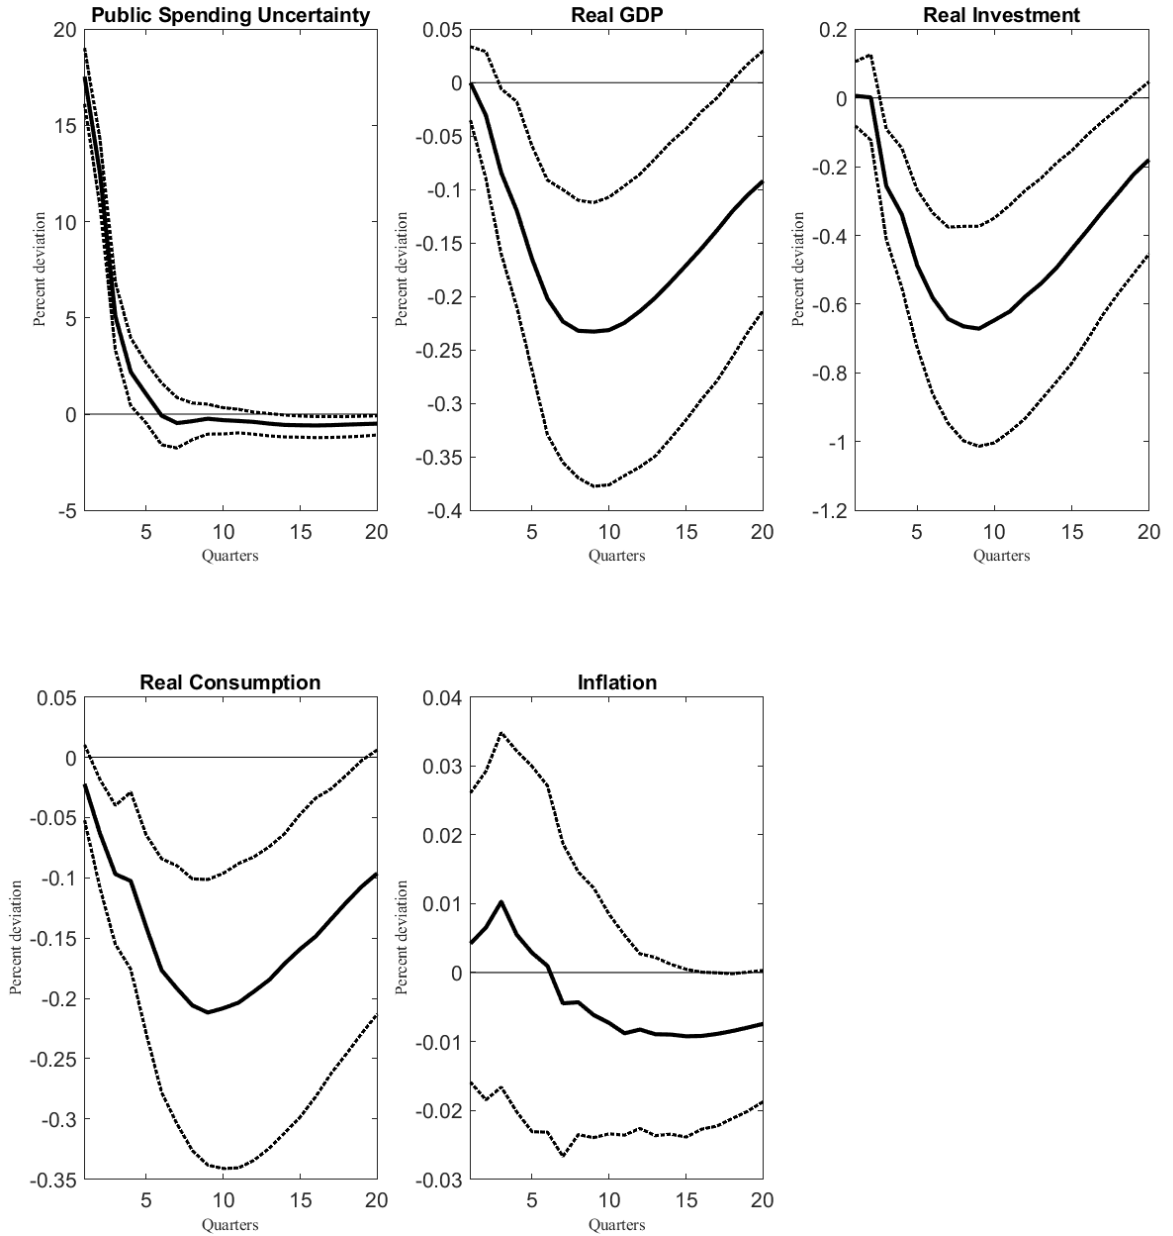 Public Spending Uncertainty
20
15
10
5
0
-5
Percent deviation
5 10 15 20
Quarters
Real GDP
0.05
0
-0.05
-0.1
-0.15
-0.2
-0.25
-0.3
-0.35
-0.4
Percent deviation
5 10 15 20
Quarters
Real Investment
0.2
0
-0.2
-0.4
-0.6
-0.8
-1
-1.2
Percent deviation
5 10 15 20
Quarters
Real Consumption
0.05
0
-0.05
-0.1
-0.15
-0.2
-0.25
-0.3
-0.35
Percent deviation
5 10 15 20
Quarters
Inflation
0.04
0.03
0.02
0.01
0
-0.01
-0.02
-0.03
Percent deviation
5 10 15 20
Quarters